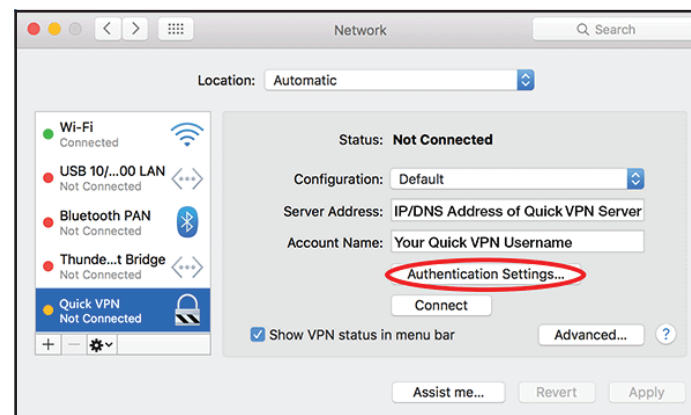 Network
Search
Location: Automatic
Wi-Fi
Connected
USB 10/...00 LAN
Not Connected
Bluetooth PAN
Not Connected
Thunde...t Bridge
Not Connected
Quick VPN
Not Connected
Status: Not Connected
Configuration: Default
Server Address: IP/DNS Address of Quick VPN Server
Account Name: Your Quick VPN Username
Authentication Settings...
Connect
Show VPN status in menu bar
Advanced... ?
Assist me... Revert Apply